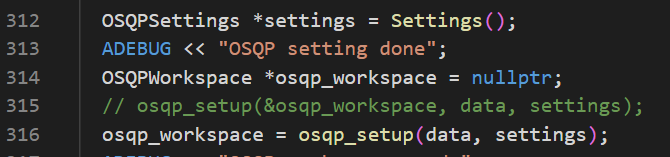 312 OSQPSettings *settings = Settings();
313 ADEBUG << "OSQP setting done";
314 OSQPWorkspace *osqp_workspace = nullptr;
315 // osqp_setup(&osqp_workspace, data, settings);
316 osqp_workspace = osqp_setup(data, settings);